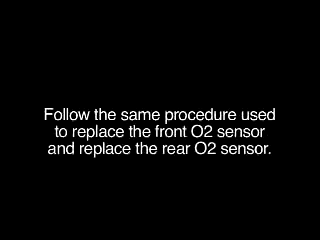 Follow the same procedure used
to replace the front O2 sensor
and replace the rear O2 sensor.